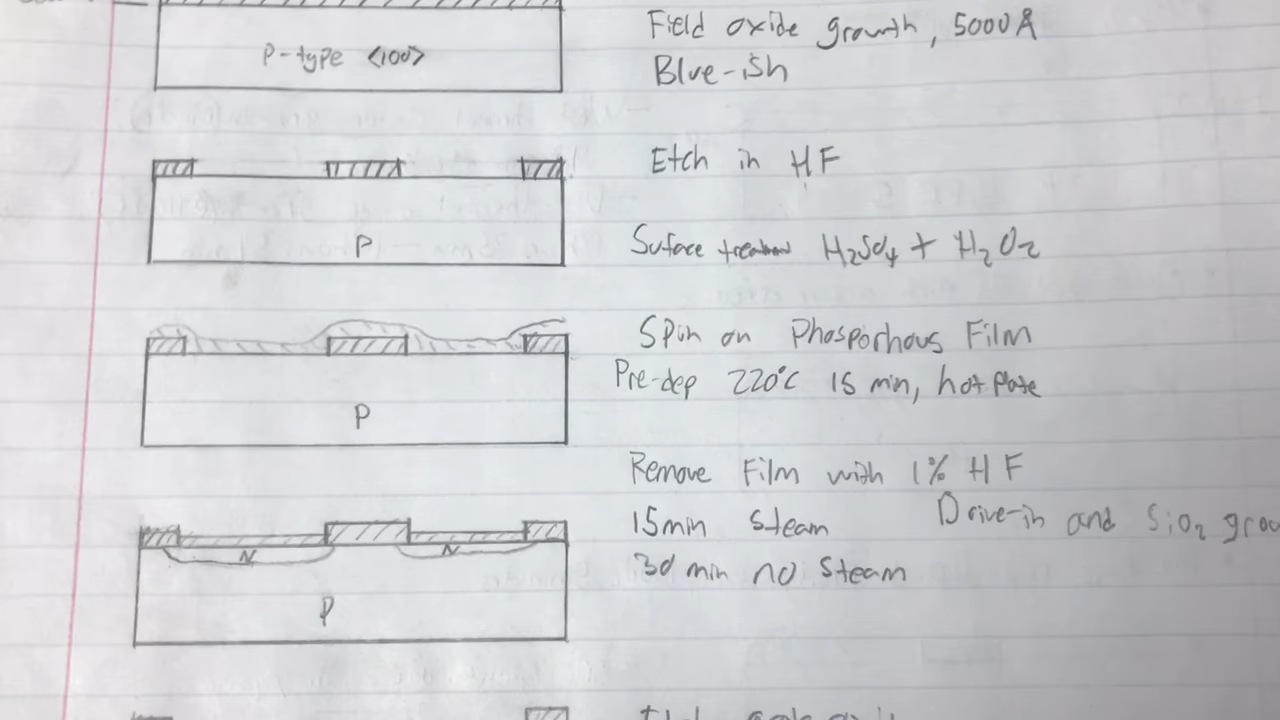 P-type <100>
Field oxide growth, 5000Å
Blue-ish
Etch in HF
P
Suface H₂SO₄ + H₂O₂
Spin on Phosporhous Film
Pre-dep 220°C 15 min, hot plate
P
Remove Film with 1% HF
15min Steam Drive-in and SiO₂
30 min no steam
N N
P